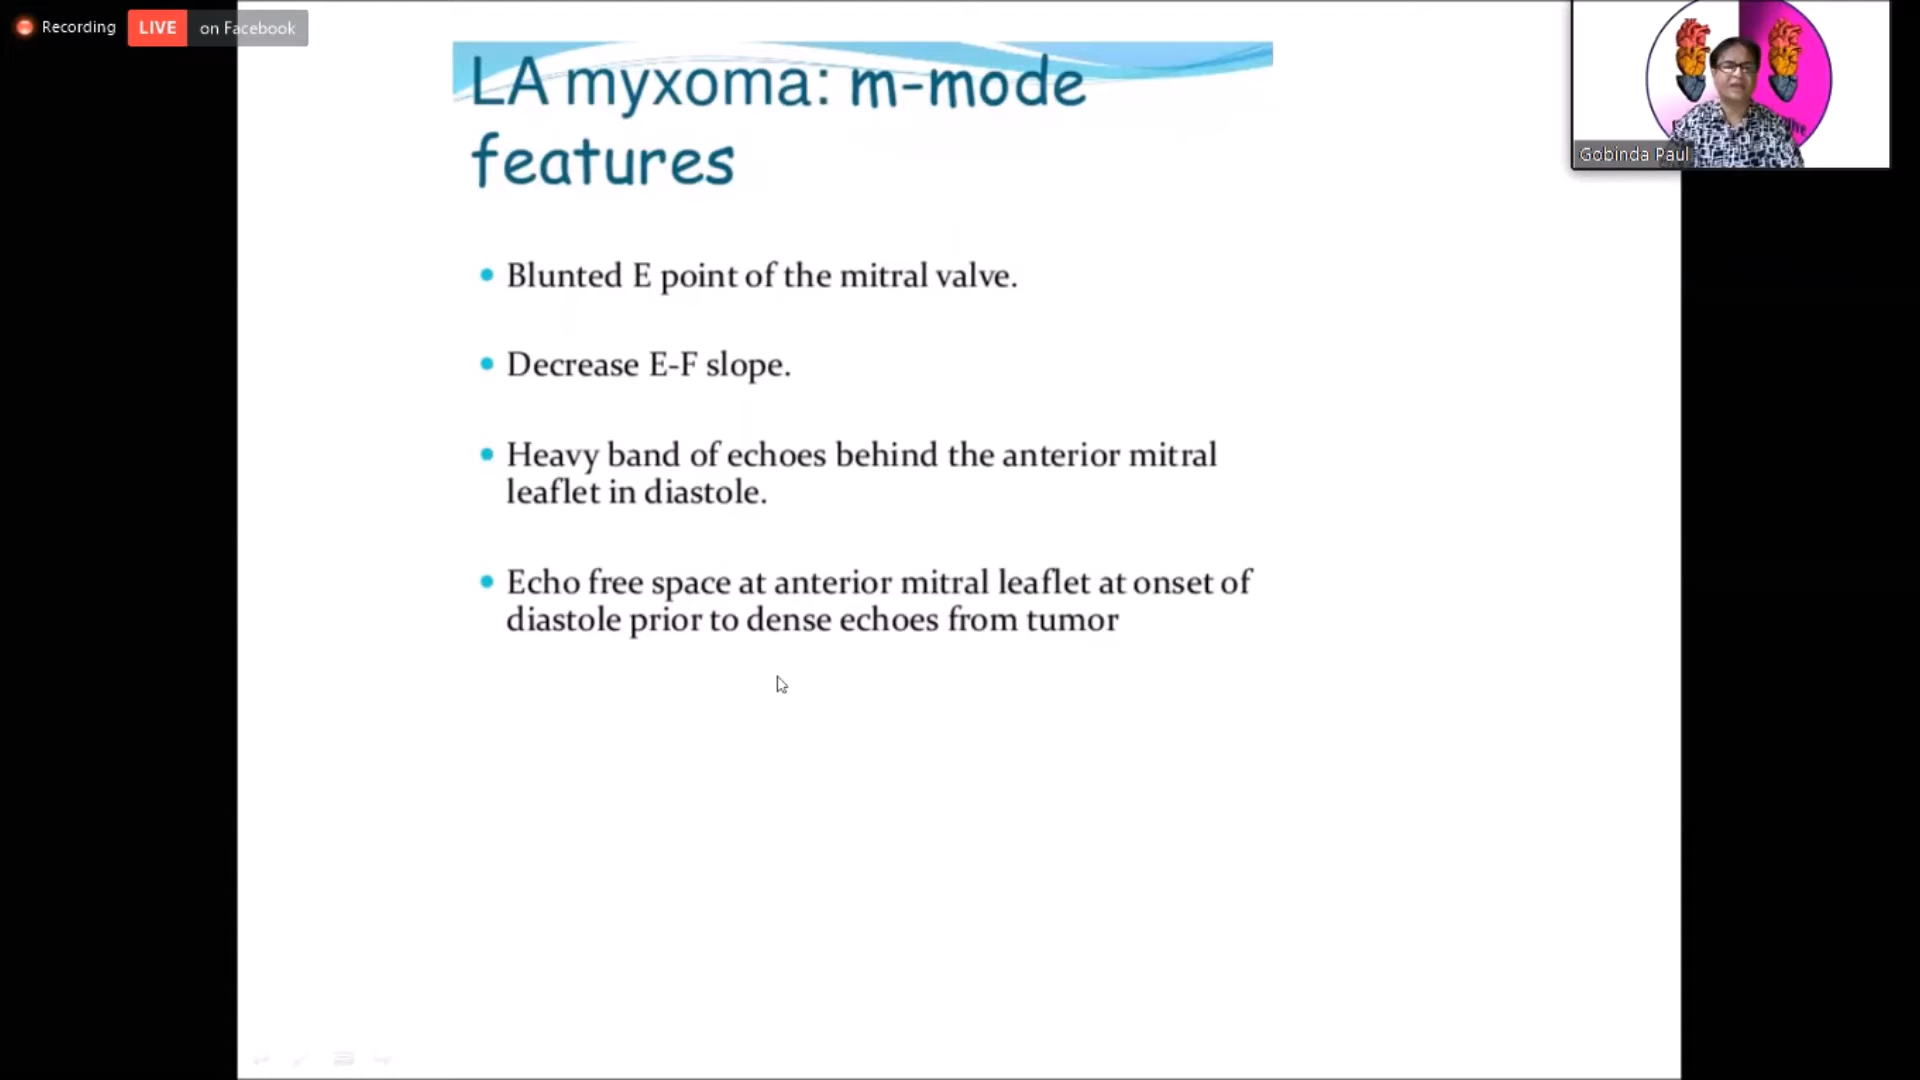 Recording
LIVE on Facebook
LA myxoma: m-mode
features
Blunted E point of the mitral valve.
Decrease E-F slope.
Heavy band of echoes behind the anterior mitral
leaflet in diastole.
Echo free space at anterior mitral leaflet at onset of
diastole prior to dense echoes from tumor
Gobinda Paul